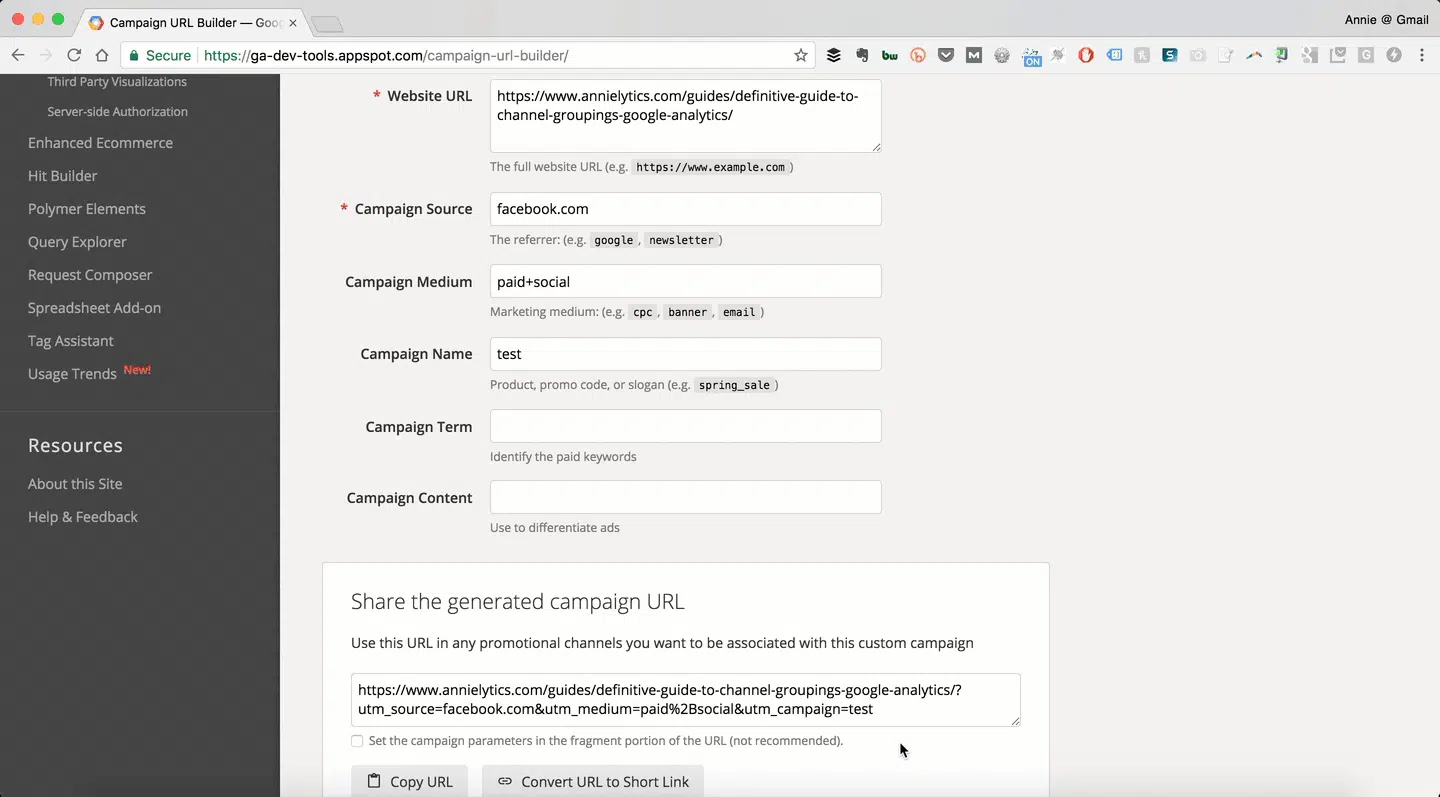 Campaign URL Builder — Goo
Annie @ Gmail
Secure https://ga-dev-tools.appspot.com/campaign-url-builder/
ON
Third Party Visualizations
Server-side Authorization
Enhanced Ecommerce
Hit Builder
Polymer Elements
Query Explorer
Request Composer
Spreadsheet Add-on
Tag Assistant
Usage Trends New!
Resources
About this Site
Help & Feedback
* Website URL
https://www.annielytics.com/guides/definitive-guide-to-
channel-groupings-google-analytics/
The full website URL (e.g. https://www.example.com )
* Campaign Source
facebook.com
The referrer: (e.g. google , newsletter )
Campaign Medium
paid+social
Marketing medium: (e.g. cpc , banner , email )
Campaign Name
test
Product, promo code, or slogan (e.g. spring_sale )
Campaign Term
Identify the paid keywords
Campaign Content
Use to differentiate ads
Share the generated campaign URL
Use this URL in any promotional channels you want to be associated with this custom campaign
https://www.annielytics.com/guides/definitive-guide-to-channel-groupings-google-analytics/?
utm_source=facebook.com&utm_medium=paid%2Bsocial&utm_campaign=test
Set the campaign parameters in the fragment portion of the URL (not recommended).
Copy URL
Convert URL to Short Link